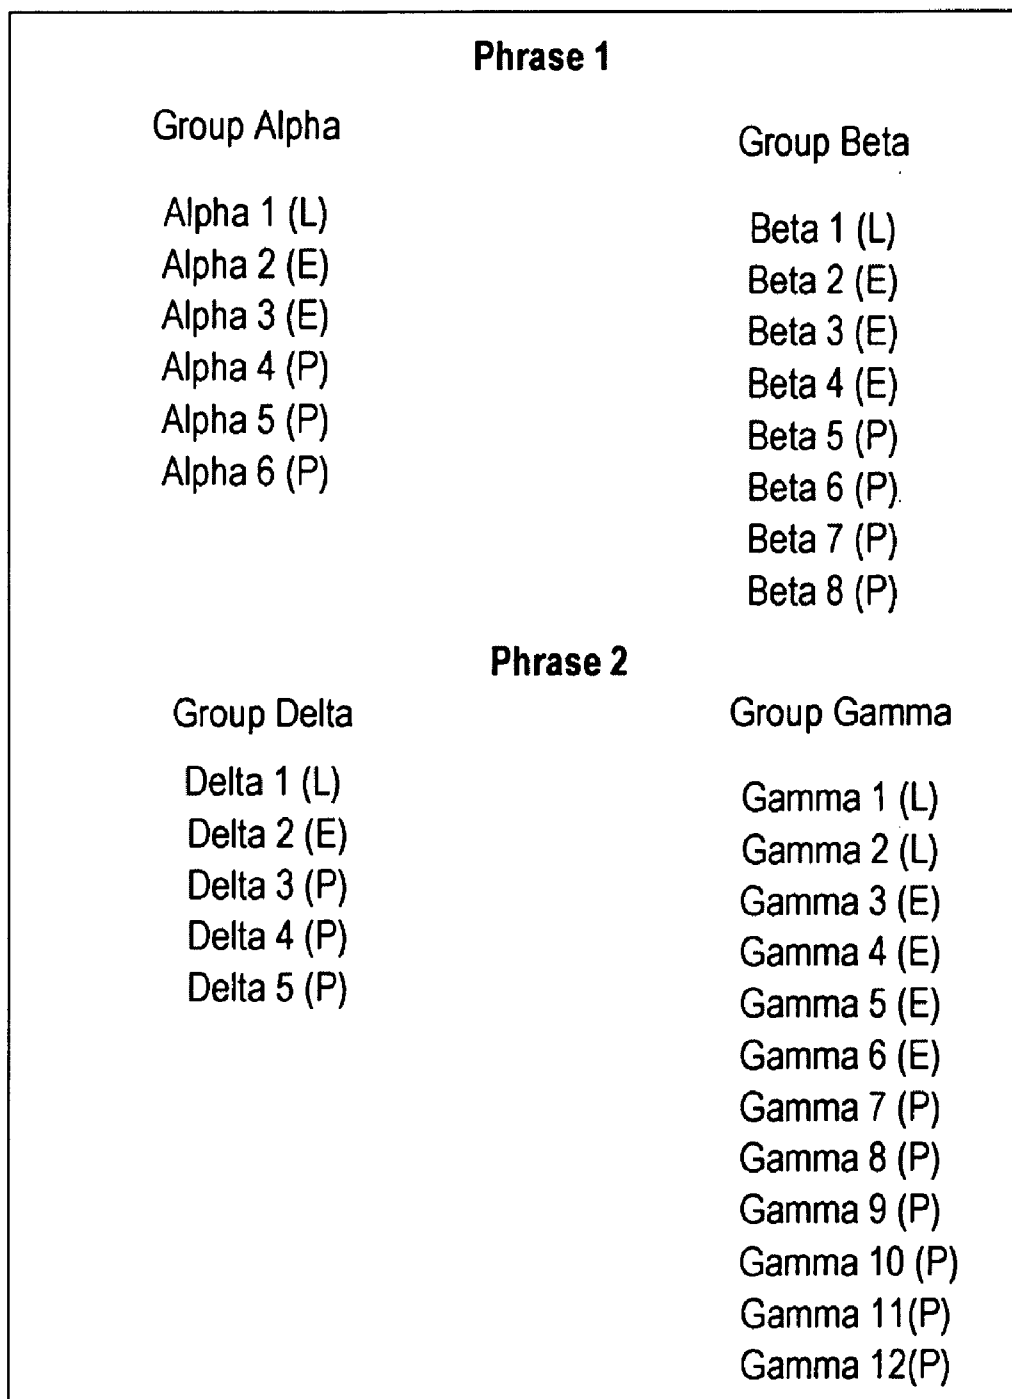 Phrase 1
Group Alpha
Alpha 1 (L)
Alpha 2 (E)
Alpha 3 (E)
Alpha 4 (P)
Alpha 5 (P)
Alpha 6 (P)
Group Beta
Beta 1 (L)
Beta 2 (E)
Beta 3 (E)
Beta 4 (E)
Beta 5 (P)
Beta 6 (P)
Beta 7 (P)
Beta 8 (P)
Phrase 2
Group Delta
Delta 1 (L)
Delta 2 (E)
Delta 3 (P)
Delta 4 (P)
Delta 5 (P)
Group Gamma
Gamma 1 (L)
Gamma 2 (L)
Gamma 3 (E)
Gamma 4 (E)
Gamma 5 (E)
Gamma 6 (E)
Gamma 7 (P)
Gamma 8 (P)
Gamma 9 (P)
Gamma 10 (P)
Gamma 11(P)
Gamma 12(P)